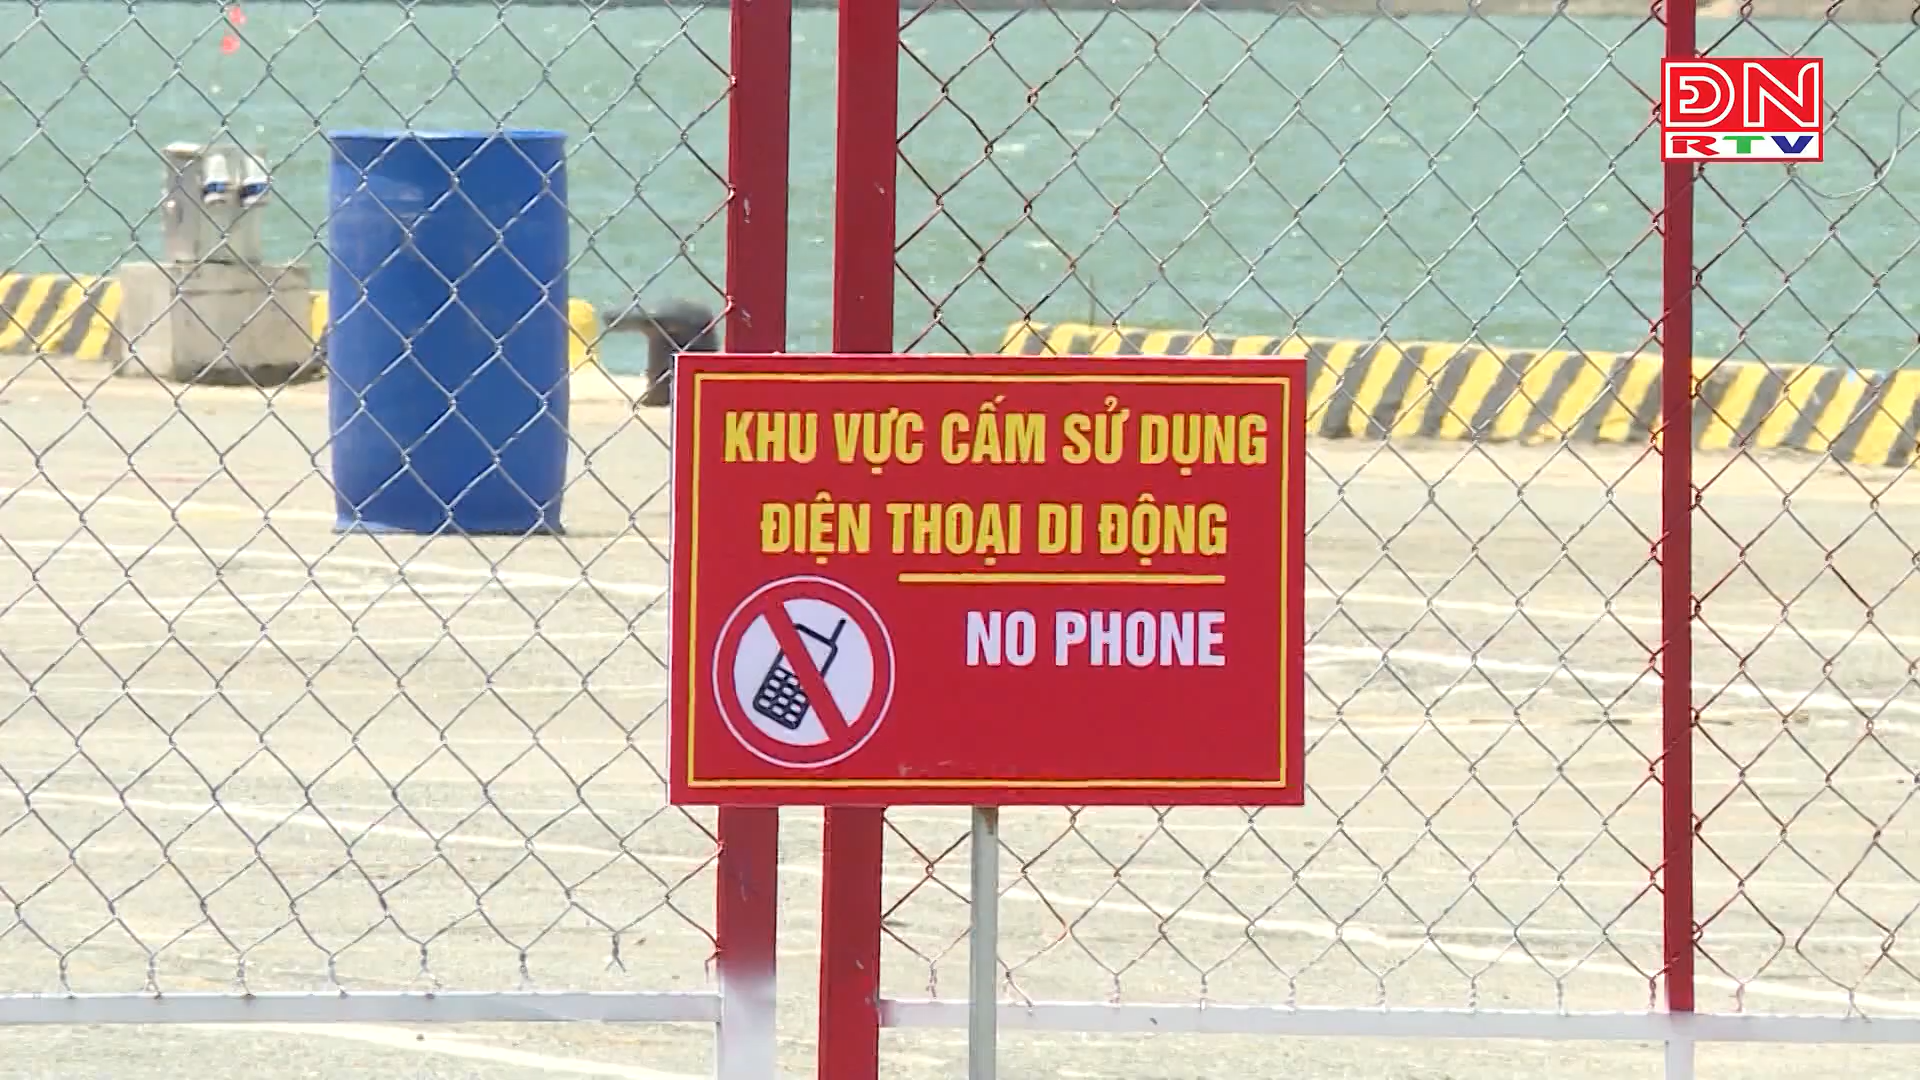 ĐN
RTV
KHU VỰC CẤM SỬ DỤNG
ĐIỆN THOẠI DI ĐỘNG
NO PHONE